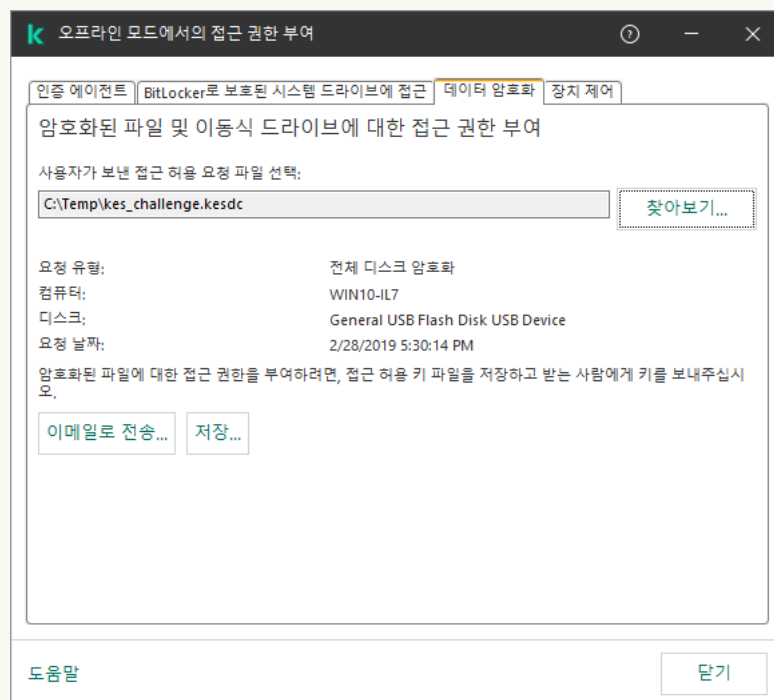 오프라인 모드에서의 접근 권한 부여
인증 에이전트 BitLocker로 보호된 시스템 드라이브에 접근 데이터 암호화 장치 제어
암호화된 파일 및 이동식 드라이브에 대한 접근 권한 부여
사용자가 보낸 접근 허용 요청 파일 선택:
C:\Temp\kes_challenge.kesdc 찾아보기...
요청 유형: 전체 디스크 암호화
컴퓨터: WIN10-IL7
디스크: General USB Flash Disk USB Device
요청 날짜: 2/28/2019 5:30:14 PM
암호화된 파일에 대한 접근 권한을 부여하려면, 접근 허용 키 파일을 저장하고 받는 사람에게 키를 보내주십시
오.
이메일로 전송... 저장...
도움말 닫기